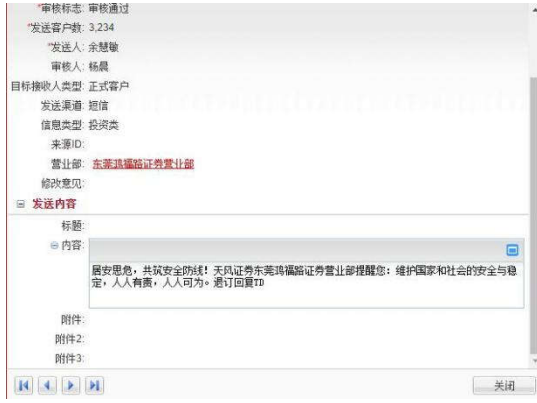 *审核标志: 审核通过
*发送客户数: 3,234
*发送人: 余慧敏
审核人: 杨晨
目标接收人类型: 正式客户
发送渠道: 短信
信息类型: 投资类
来源ID:
营业部: 东莞鸿福路证券营业部
修改意见:
发送内容
标题:
内容:
居安思危，共筑安全防线！天风证券东莞鸿福路证券营业部提醒您：维护国家和社会的安全与稳
定，人人有责，人人可为。退订回复TD
附件:
附件2:
附件3:
关闭